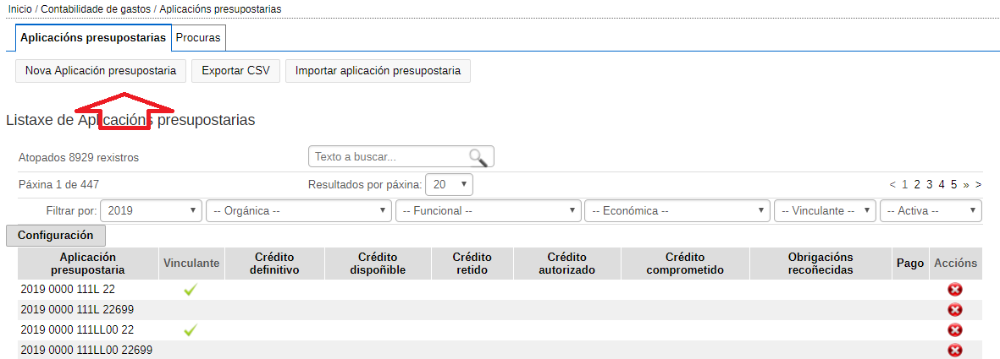 Inicio / Contabilidade de gastos / Aplicacións presupostarias
Aplicacións presupostarias Procuras
Nova Aplicación presupostaria Exportar CSV Importar aplicación presupostaria
Listaxe de Aplicacións presupostarias
Atopados 8929 rexistros Texto a buscar...
Páxina 1 de 447 Resultados por páxina: 20 < 1 2 3 4 5 » >
Filtrar por: 2019 -- Orgánica -- -- Funcional -- -- Económica -- -- Vinculante -- -- Activa --
Configuración
Aplicación presupostaria Vinculante Crédito definitivo Crédito dispoñible Crédito retido Crédito autorizado Crédito comprometido Obrigacións recoñecidas Pago Accións
2019 0000 111L 22
2019 0000 111L 22699
2019 0000 111LL00 22
2019 0000 111LL00 22699